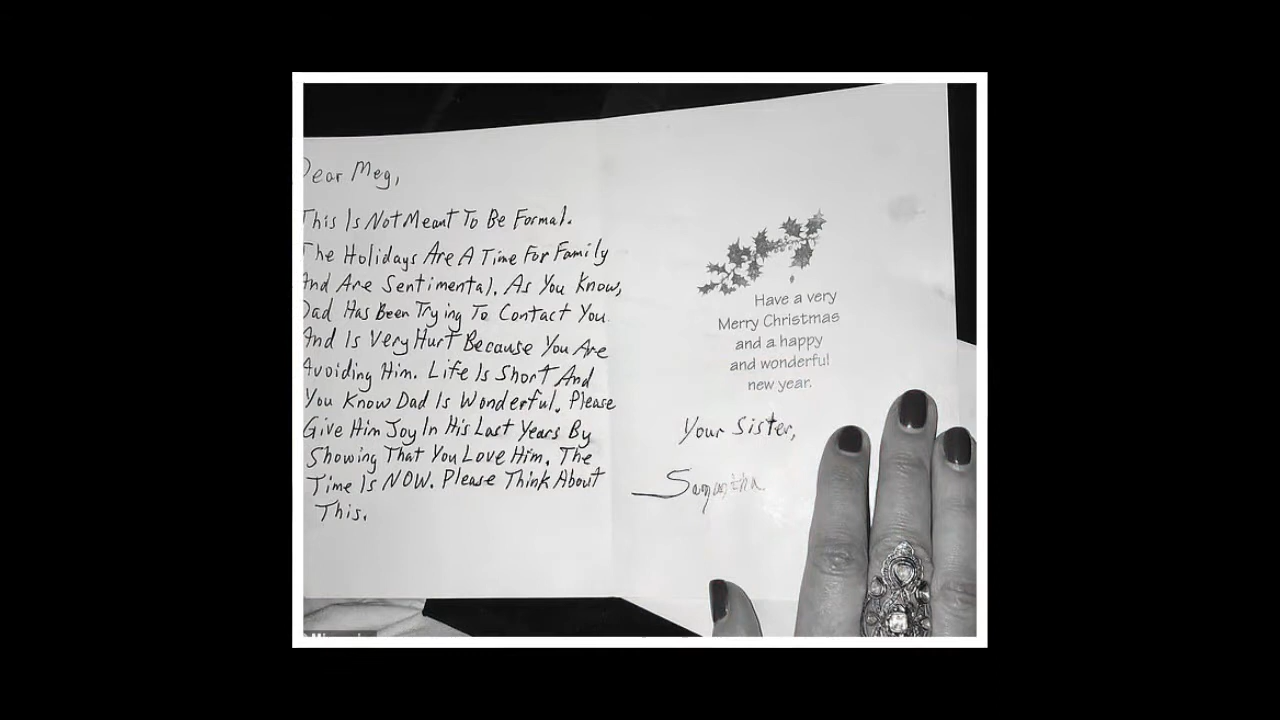 Dear Meg,
This Is Not Meant To Be Formal.
The Holidays Are A Time For Family
And Are Sentimental. As You Know,
Dad Has Been Trying To Contact You
And Is Very Hurt Because You Are
Avoiding Him. Life Is Short And
You Know Dad Is Wonderful. Please
Give Him Joy In His Last Years By
Showing That You Love Him. The
Time Is NOW. Please Think About
This.
Have a very
Merry Christmas
and a happy
and wonderful
new year.
Your Sister,
Samantha